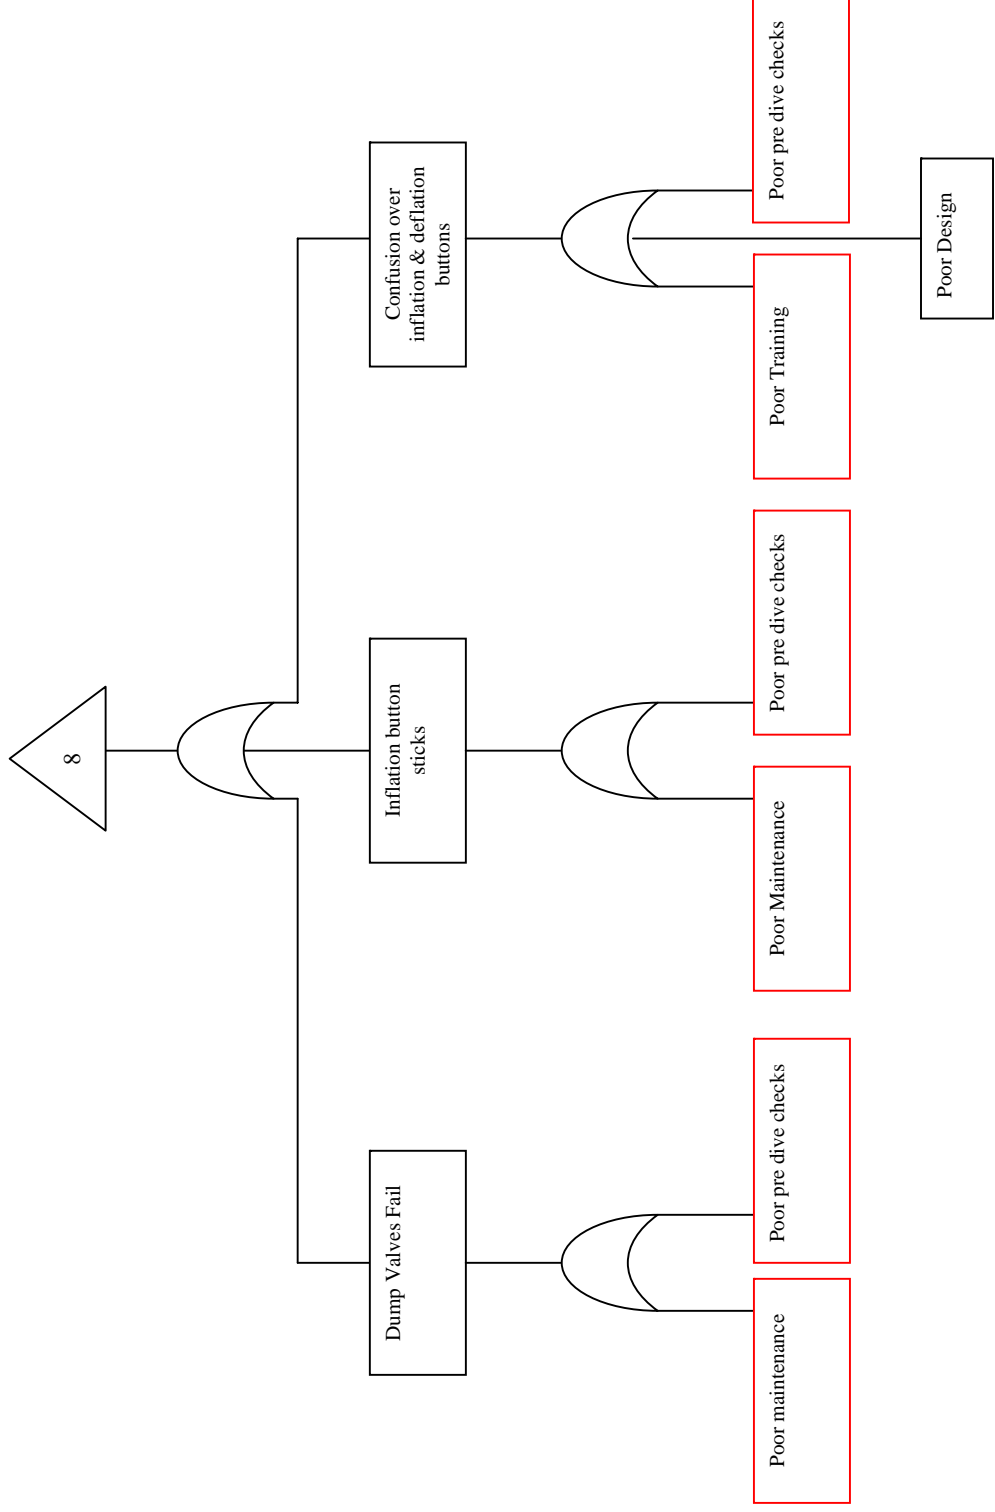 8
Dump Valves Fail
Inflation button
sticks
Confusion over
inflation & deflation
buttons
Poor maintenance
Poor pre dive checks
Poor Maintenance
Poor pre dive checks
Poor Training
Poor pre dive checks
Poor Design